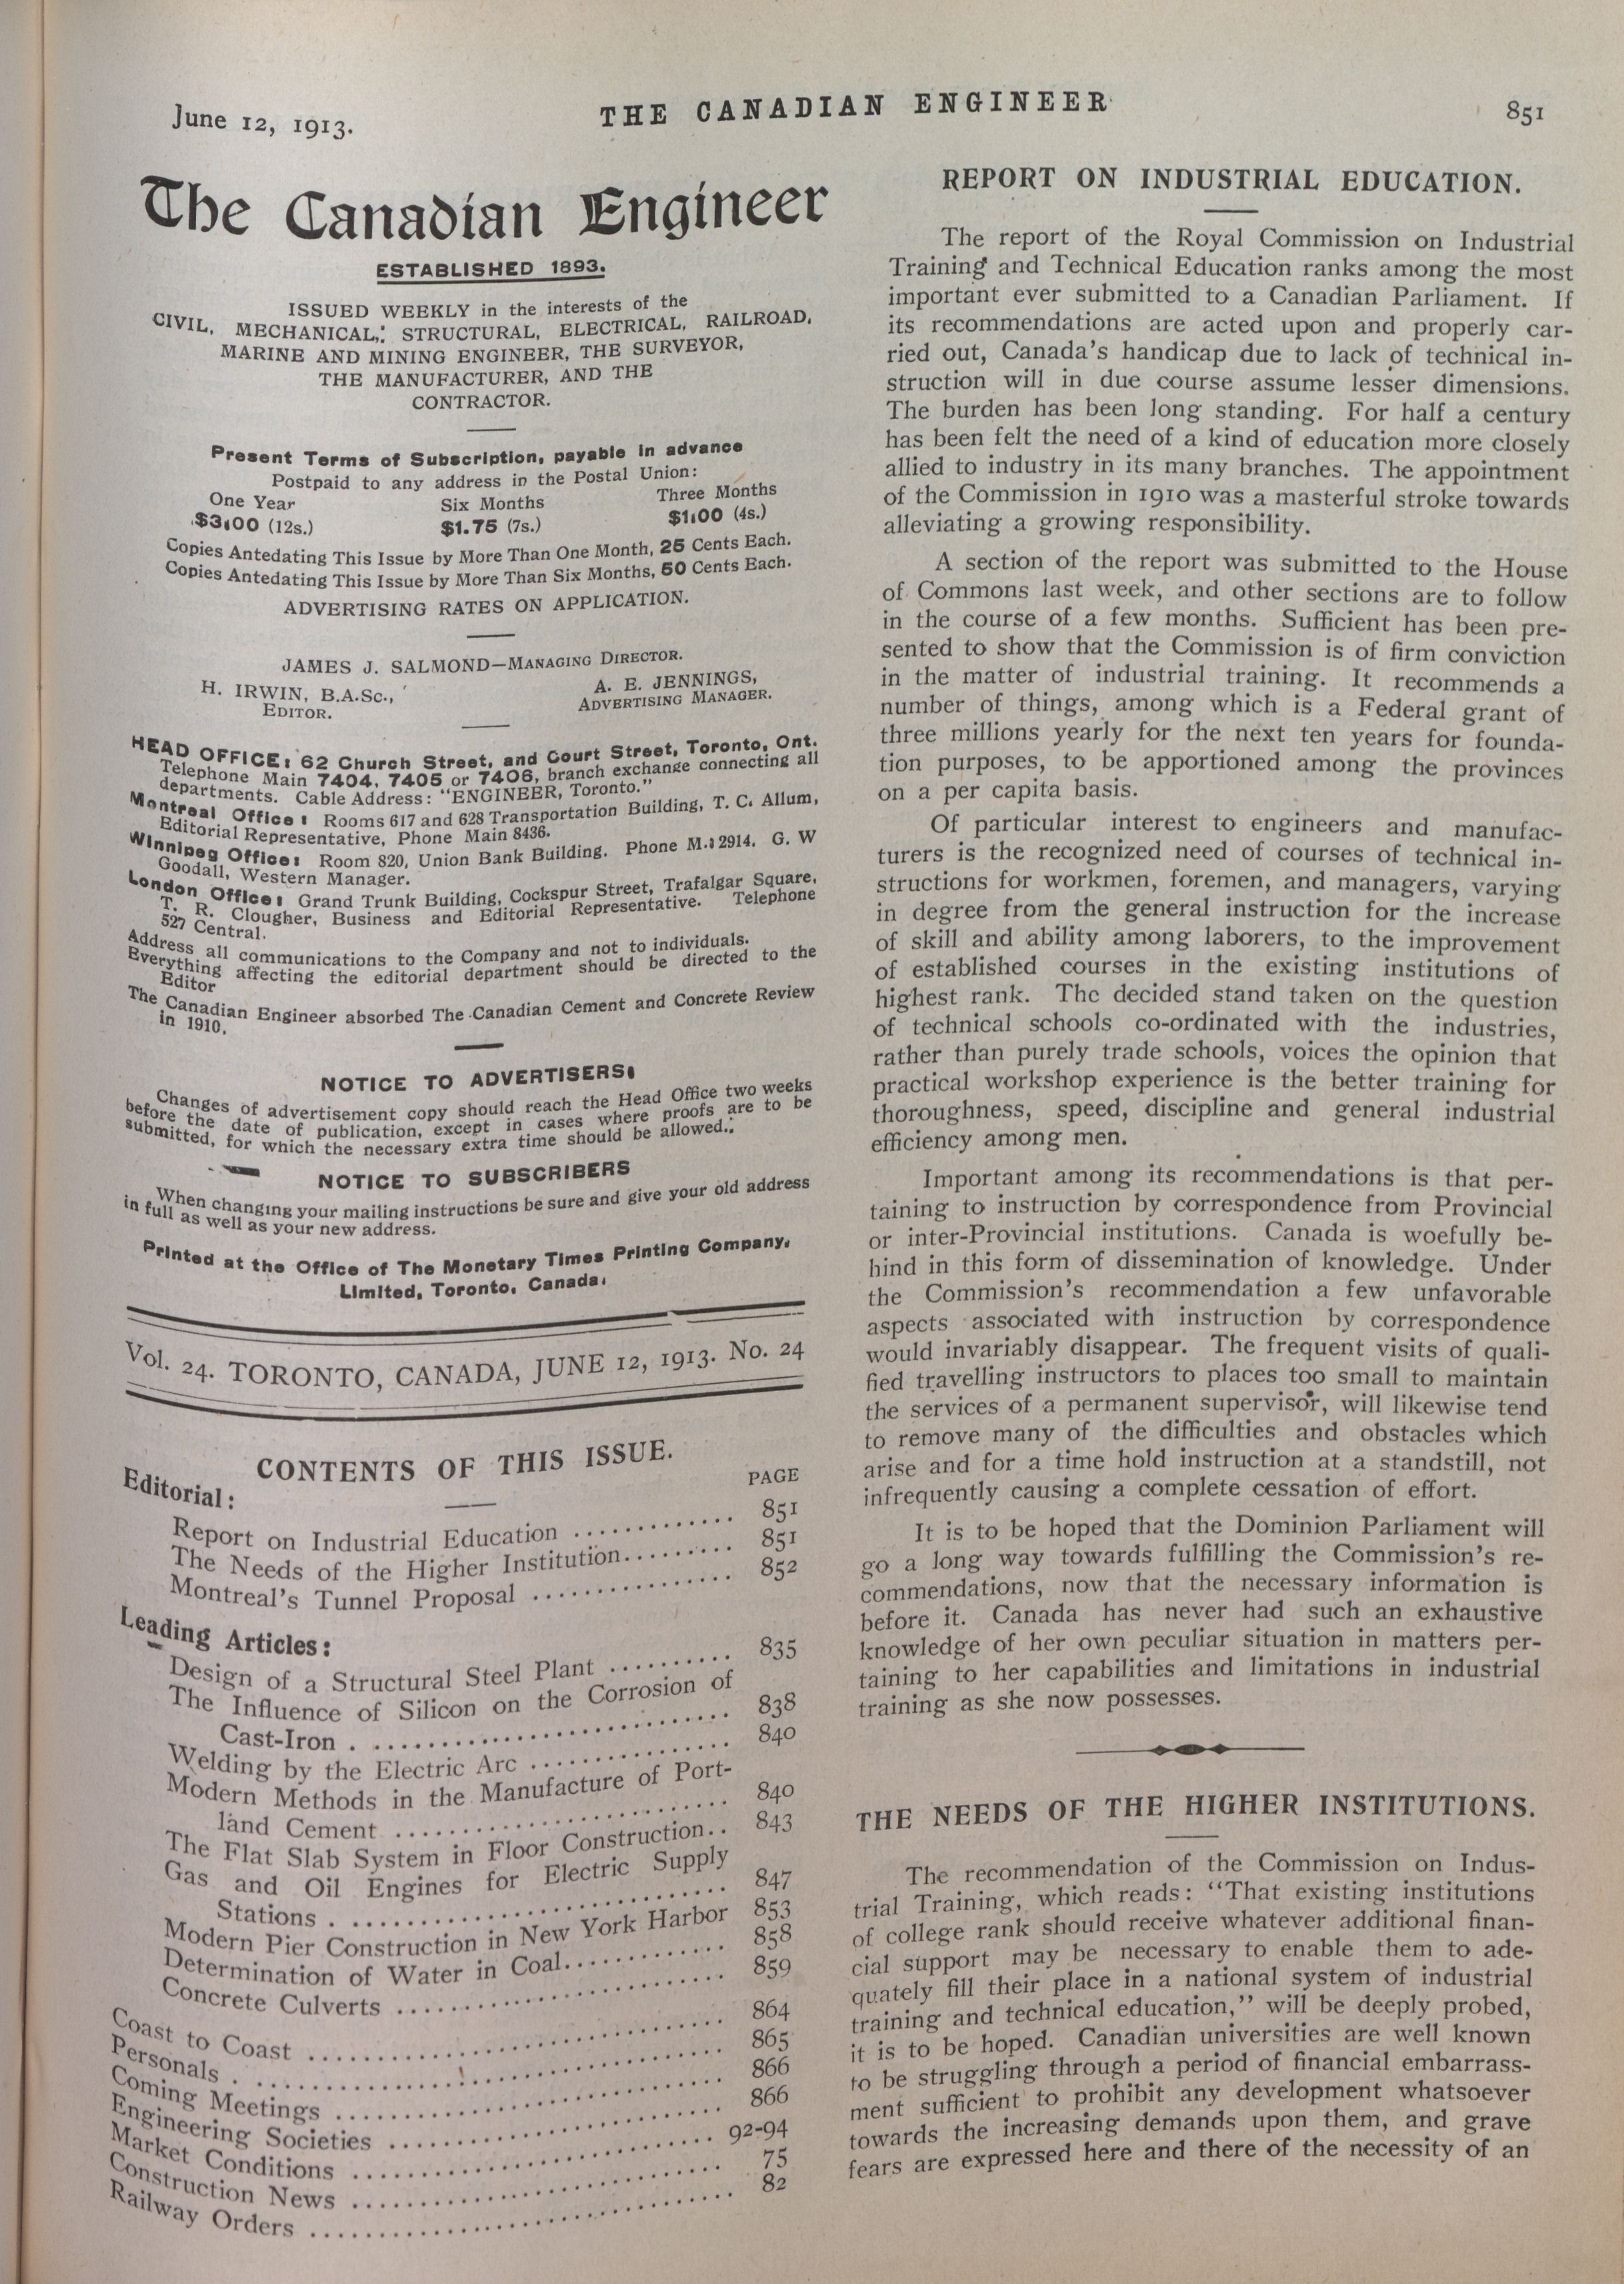 June 12, 1913.
THE CANADIAN ENGINEER
851
The Canadian Engineer
ESTABLISHED 1893.
ISSUED WEEKLY in the interests of the
CIVIL, MECHANICAL, STRUCTURAL, ELECTRICAL, RAILROAD,
MARINE AND MINING ENGINEER, THE SURVEYOR,
THE MANUFACTURER, AND THE
CONTRACTOR.
Present Terms of Subscription, payable in advance
Postpaid to any address in the Postal Union:
One Year Six Months Three Months
$3.00 (12s.) $1.75 (7s.) $1.00 (4s.)
Copies Antedating This Issue by More Than One Month, 25 Cents Each.
Copies Antedating This Issue by More Than Six Months, 50 Cents Each.
ADVERTISING RATES ON APPLICATION.
JAMES J. SALMOND—MANAGING DIRECTOR.
H. IRWIN, B.A.Sc., A. E. JENNINGS,
EDITOR. ADVERTISING MANAGER.
HEAD OFFICE: 62 Church Street, and Court Street, Toronto, Ont.
Telephone Main 7404, 7405 or 7406, branch exchange connecting all
departments. Cable Address: "ENGINEER, Toronto."
Montreal Office: Rooms 617 and 628 Transportation Building, T. C. Allum,
Editorial Representative, Phone Main 8436.
Winnipeg Office: Room 820, Union Bank Building. Phone M. 2914. G. W
Goodall, Western Manager.
London Office: Grand Trunk Building, Cockspur Street, Trafalgar Square,
T. R. Clougher, Business and Editorial Representative. Telephone
527 Central.
Address all communications to the Company and not to individuals.
Everything affecting the editorial department should be directed to the
Editor
The Canadian Engineer absorbed The Canadian Cement and Concrete Review
in 1910.
NOTICE TO ADVERTISERS:
Changes of advertisement copy should reach the Head Office two weeks
before the date of publication, except in cases where proofs are to be
submitted, for which the necessary extra time should be allowed.
NOTICE TO SUBSCRIBERS
When changing your mailing instructions be sure and give your old address
in full as well as your new address.
Printed at the Office of The Monetary Times Printing Company,
Limited, Toronto, Canada.
Vol. 24. TORONTO, CANADA, JUNE 12, 1913. No. 24
CONTENTS OF THIS ISSUE.
PAGE
Editorial:
Report on Industrial Education ............. 851
The Needs of the Higher Institution......... 851
Montreal's Tunnel Proposal ................ 852
Leading Articles:
Design of a Structural Steel Plant .......... 835
The Influence of Silicon on the Corrosion of
Cast-Iron . .......................... 838
Welding by the Electric Arc ................ 840
Modern Methods in the Manufacture of Port-
land Cement ........................ 840
The Flat Slab System in Floor Construction.. 843
Gas and Oil Engines for Electric Supply
Stations . ............................ 847
Modern Pier Construction in New York Harbor 853
Determination of Water in Coal............. 858
Concrete Culverts .......................... 859
Coast to Coast ................................. 864
Personals . ..................................... 865
Coming Meetings ............................... 866
Engineering Societies ........................... 866
Market Conditions ............................. 92-94
Construction News ............................. 75
Railway Orders ................................. 82
REPORT ON INDUSTRIAL EDUCATION.
The report of the Royal Commission on Industrial
Training and Technical Education ranks among the most
important ever submitted to a Canadian Parliament. If
its recommendations are acted upon and properly car-
ried out, Canada's handicap due to lack of technical in-
struction will in due course assume lesser dimensions.
The burden has been long standing. For half a century
has been felt the need of a kind of education more closely
allied to industry in its many branches. The appointment
of the Commission in 1910 was a masterful stroke towards
alleviating a growing responsibility.
A section of the report was submitted to the House
of Commons last week, and other sections are to follow
in the course of a few months. Sufficient has been pre-
sented to show that the Commission is of firm conviction
in the matter of industrial training. It recommends a
number of things, among which is a Federal grant of
three millions yearly for the next ten years for founda-
tion purposes, to be apportioned among the provinces
on a per capita basis.
Of particular interest to engineers and manufac-
turers is the recognized need of courses of technical in-
structions for workmen, foremen, and managers, varying
in degree from the general instruction for the increase
of skill and ability among laborers, to the improvement
of established courses in the existing institutions of
highest rank. The decided stand taken on the question
of technical schools co-ordinated with the industries,
rather than purely trade schools, voices the opinion that
practical workshop experience is the better training for
thoroughness, speed, discipline and general industrial
efficiency among men.
Important among its recommendations is that per-
taining to instruction by correspondence from Provincial
or inter-Provincial institutions. Canada is woefully be-
hind in this form of dissemination of knowledge. Under
the Commission's recommendation a few unfavorable
aspects associated with instruction by correspondence
would invariably disappear. The frequent visits of quali-
fied travelling instructors to places too small to maintain
the services of a permanent supervisor, will likewise tend
to remove many of the difficulties and obstacles which
arise and for a time hold instruction at a standstill, not
infrequently causing a complete cessation of effort.
It is to be hoped that the Dominion Parliament will
go a long way towards fulfilling the Commission's re-
commendations, now that the necessary information is
before it. Canada has never had such an exhaustive
knowledge of her own peculiar situation in matters per-
taining to her capabilities and limitations in industrial
training as she now possesses.
THE NEEDS OF THE HIGHER INSTITUTIONS.
The recommendation of the Commission on Indus-
trial Training, which reads: "That existing institutions
of college rank should receive whatever additional finan-
cial support may be necessary to enable them to ade-
quately fill their place in a national system of industrial
training and technical education," will be deeply probed,
it is to be hoped. Canadian universities are well known
to be struggling through a period of financial embarrass-
ment sufficient to prohibit any development whatsoever
towards the increasing demands upon them, and grave
fears are expressed here and there of the necessity of an